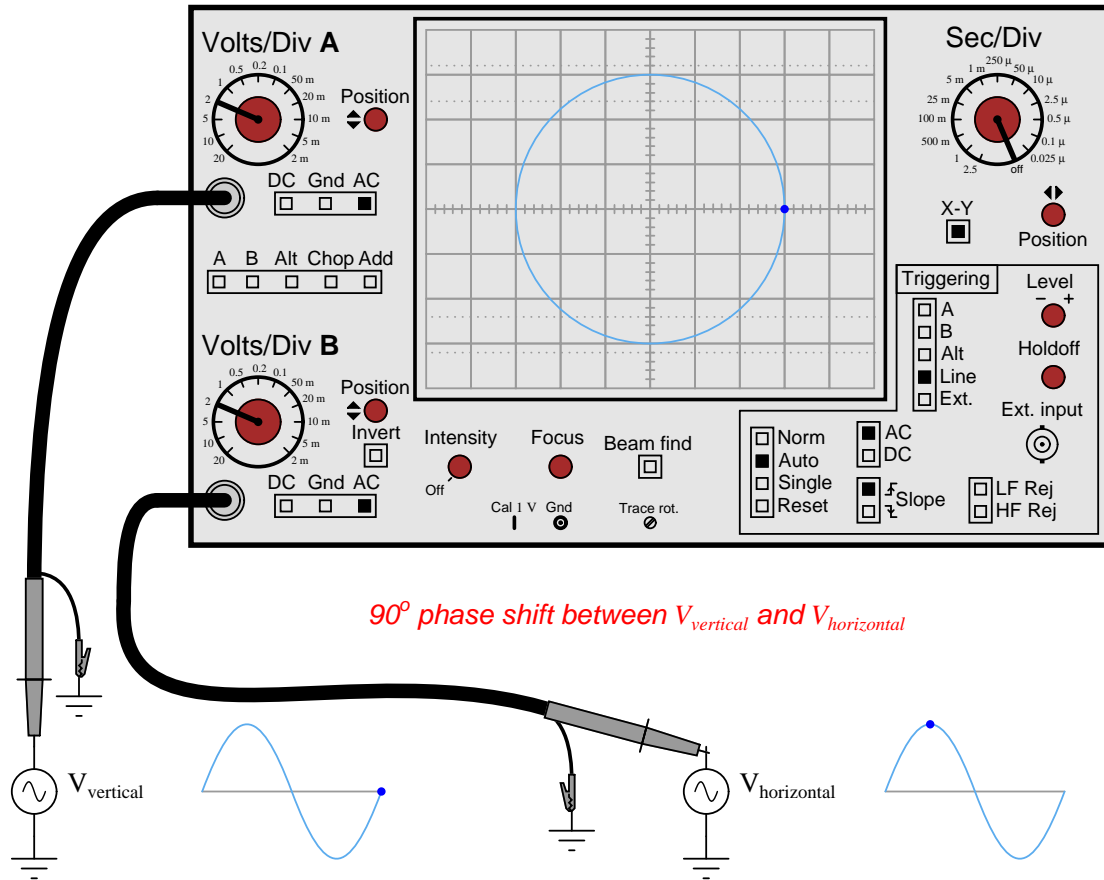 Volts/Div A
0.5 0.2 0.1
1 50 m
2 20 m
5 10 m
10 5 m
20 2 m
Position
DC Gnd AC
A B Alt Chop Add
Volts/Div B
0.5 0.2 0.1
1 50 m
2 20 m
5 10 m
10 5 m
20 2 m
Position
Invert
DC Gnd AC
Intensity
Off
Focus
Beam find
Cal 1 V Gnd
Trace rot.
Sec/Div
250 µ
1 m 50 µ
5 m 10 µ
25 m 2.5 µ
100 m 0.5 µ
500 m 0.1 µ
1 0.025 µ
2.5 off
X-Y
Position
Triggering
A
B
Alt
Line
Ext.
Level
− +
Holdoff
Ext. input
Norm
Auto
Single
Reset
AC
DC
Slope
LF Rej
HF Rej
90o phase shift between Vvertical and Vhorizontal
Vvertical
Vhorizontal